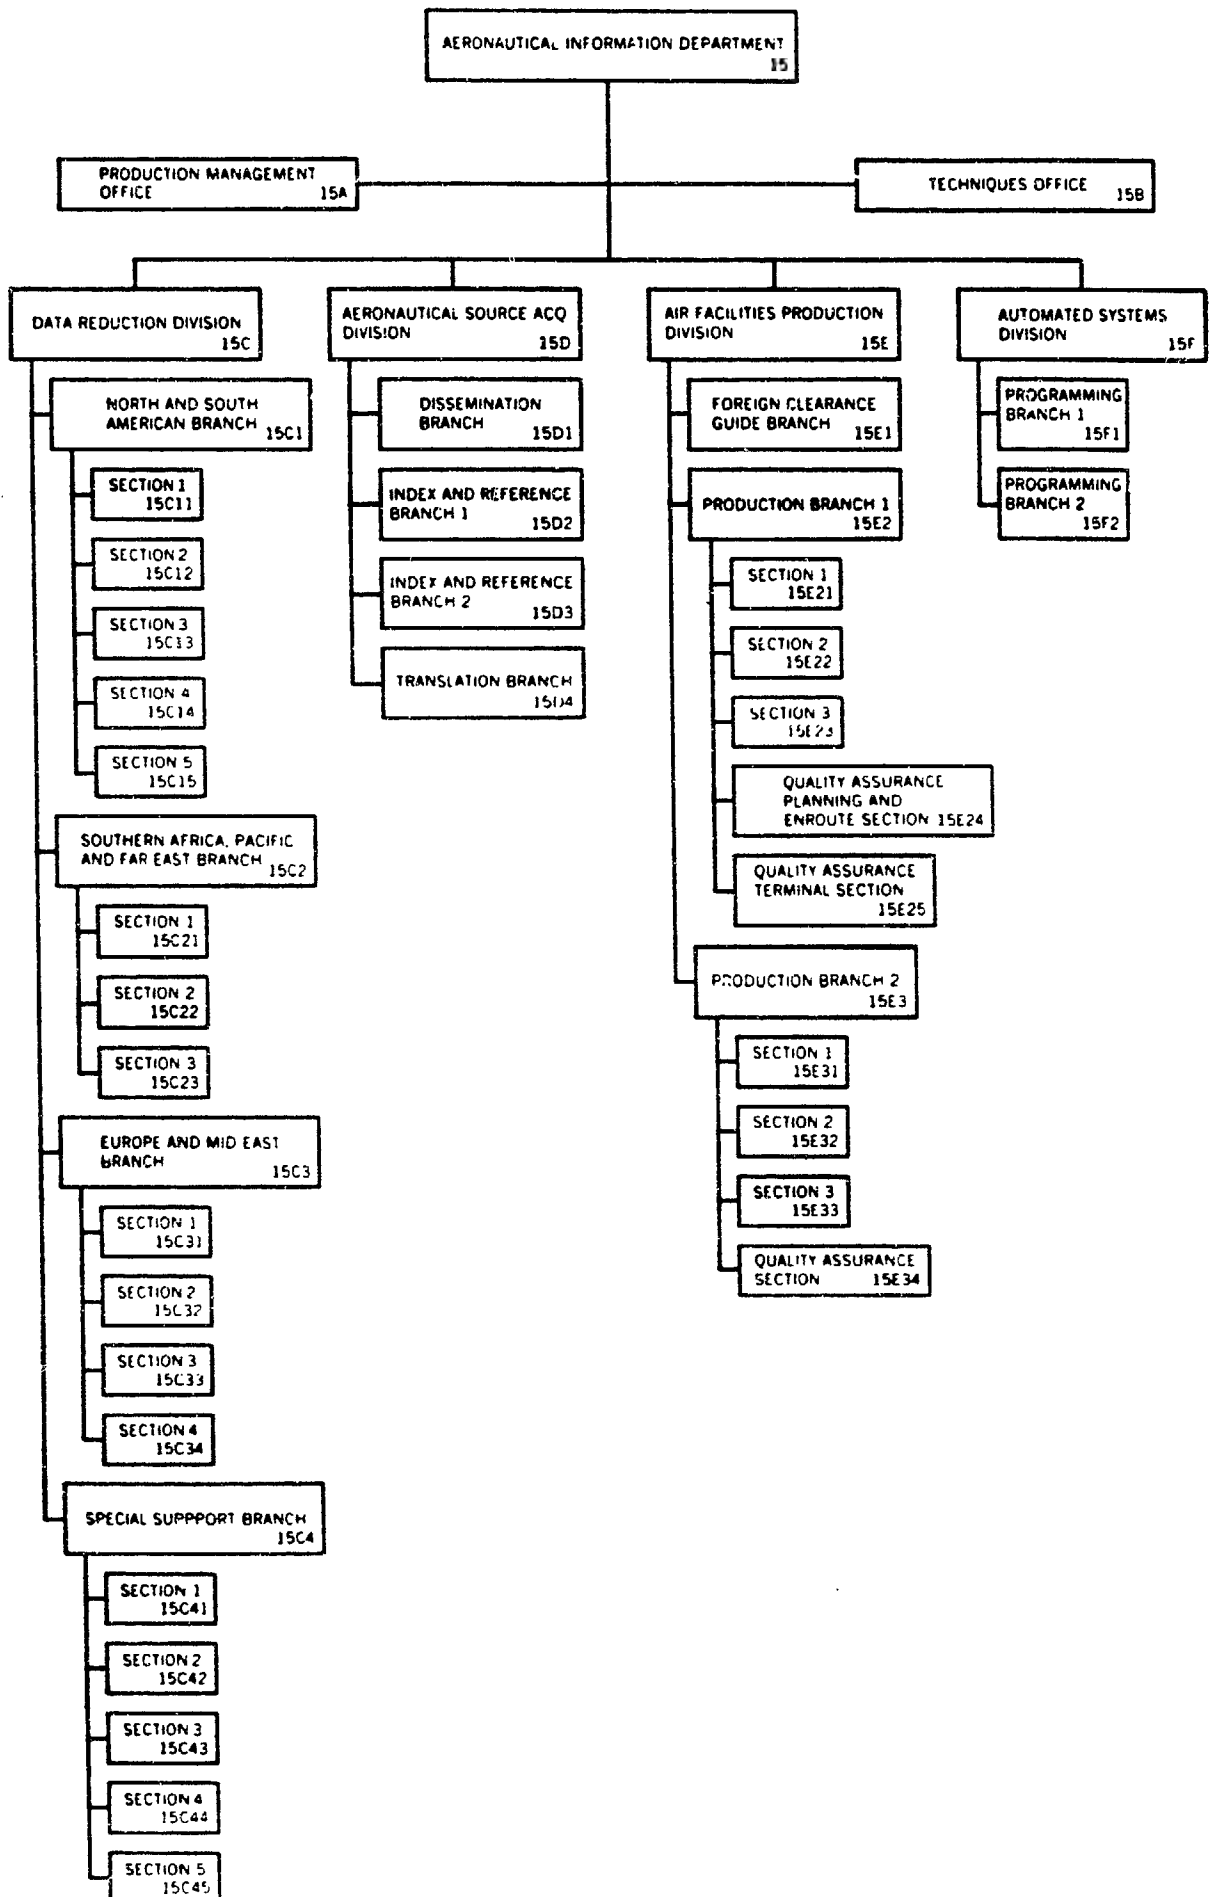 AERONAUTICAL INFORMATION DEPARTMENT
15
PRODUCTION MANAGEMENT
OFFICE 15A
TECHNIQUES OFFICE
15B
DATA REDUCTION DIVISION
15C
NORTH AND SOUTH
AMERICAN BRANCH 15C1
SECTION 1
15C11
SECTION 2
15C12
SECTION 3
15C13
SECTION 4
15C14
SECTION 5
15C15
SOUTHERN AFRICA, PACIFIC
AND FAR EAST BRANCH 15C2
SECTION 1
15C21
SECTION 2
15C22
SECTION 3
15C23
EUROPE AND MID EAST
BRANCH 15C3
SECTION 1
15C31
SECTION 2
15C32
SECTION 3
15C33
SECTION 4
15C34
SPECIAL SUPPPORT BRANCH
15C4
SECTION 1
15C41
SECTION 2
15C42
SECTION 3
15C43
SECTION 4
15C44
SECTION 5
15C45
AERONAUTICAL SOURCE ACQ
DIVISION 15D
DISSEMINATION
BRANCH 15D1
INDEX AND REFERENCE
BRANCH 1 15D2
INDEX AND REFERENCE
BRANCH 2 15D3
TRANSLATION BRANCH
15D4
AIR FACILITIES PRODUCTION
DIVISION 15E
FOREIGN CLEARANCE
GUIDE BRANCH 15E1
PRODUCTION BRANCH 1
15E2
SECTION 1
15E21
SECTION 2
15E22
SECTION 3
15E23
QUALITY ASSURANCE
PLANNING AND
ENROUTE SECTION 15E24
QUALITY ASSURANCE
TERMINAL SECTION
15E25
PRODUCTION BRANCH 2
15E3
SECTION 1
15E31
SECTION 2
15E32
SECTION 3
15E33
QUALITY ASSURANCE
SECTION 15E34
AUTOMATED SYSTEMS
DIVISION 15F
PROGRAMMING
BRANCH 1
15F1
PROGRAMMING
BRANCH 2
15F2